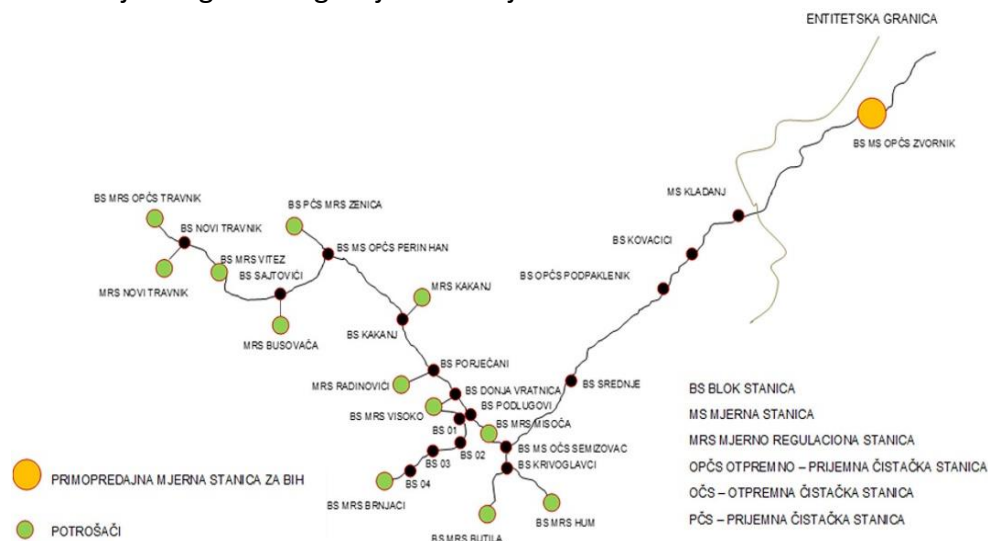 ENTITETSKA GRANICA
BS MS OPČS ZVORNIK
MS KLADANJ
BS KOVACICI
BS OPČS PODPAKLENIK
BS SREDNJE
BS MRS OPČS TRAVNIK
BS PČS MRS ZENICA
BS NOVI TRAVNIK
BS MS OPČS PERIN HAN
BS MRS VITEZ
BS SAJTOVIĆI
MRS NOVI TRAVNIK
MRS KAKANJ
MRS BUSOVAČA
BS KAKANJ
BS PORJEČANI
MRS RADINOVIĆI
BS DONJA VRATNICA
BS PODLUGOVI
BS MRS VISOKO
BS MRS MISOČA
BS 01
BS 02
BS MS OČS SEMIZOVAC
BS 03
BS KRIVOGLAVCI
BS 04
BS MRS BRNJACI
BS MRS HUM
BS MRS BUTILA
PRIMOPREDAJNA MJERNA STANICA ZA BIH
POTROŠAČI
BS BLOK STANICA
MS MJERNA STANICA
MRS MJERNO REGULACIONA STANICA
OPČS OTPREMNO – PRIJEMNA ČISTAČKA STANICA
OČS – OTPREMNA ČISTAČKA STANICA
PČS – PRIJEMNA ČISTAČKA STANICA